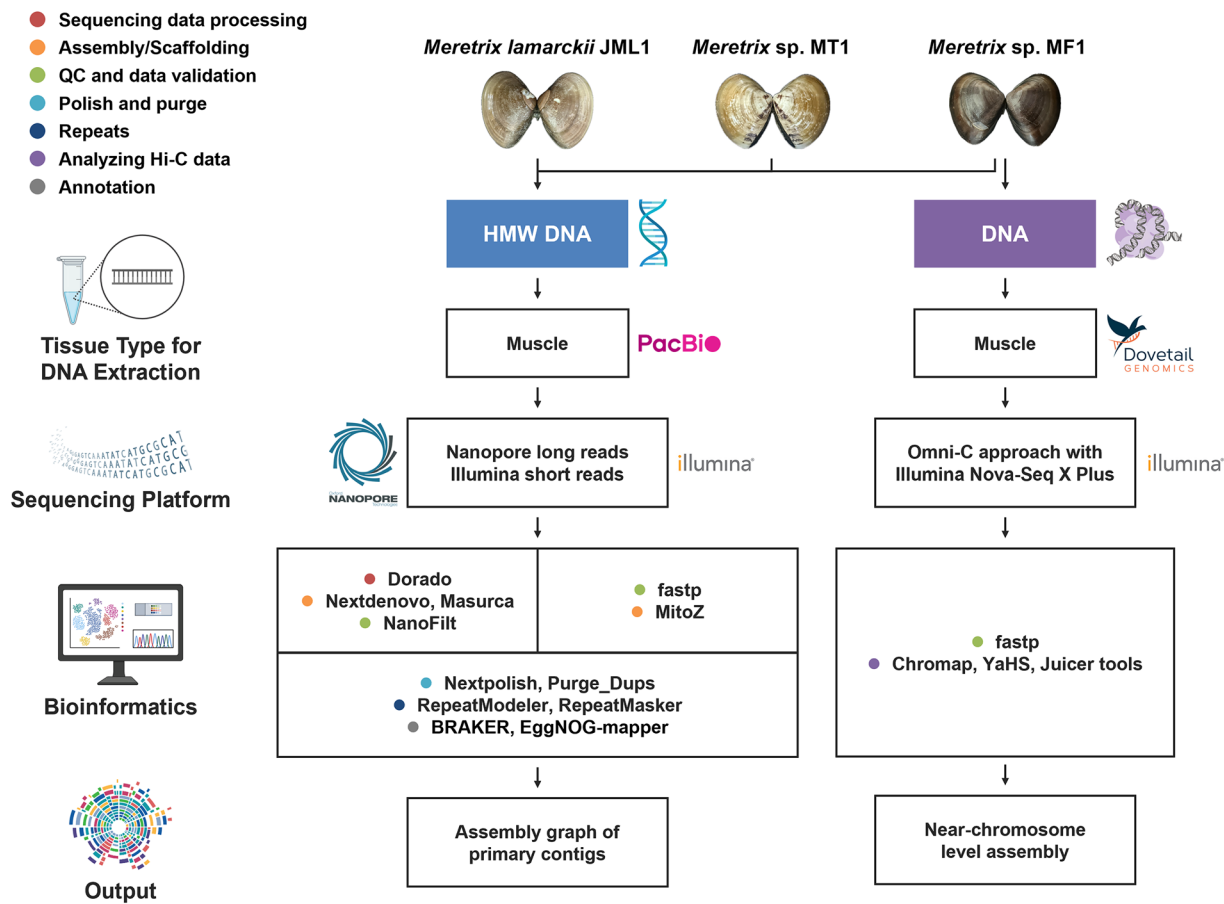 Sequencing data processing
Assembly/Scaffolding
QC and data validation
Polish and purge
Repeats
Analyzing Hi-C data
Annotation
Meretrix lamarckii JML1
Meretrix sp. MT1
Meretrix sp. MF1
HMW DNA
DNA
Tissue Type for
DNA Extraction
Muscle
PacBio
Muscle
Dovetail
GENOMICS
Sequencing Platform
NANOPORE
Technologies
Nanopore long reads
Illumina short reads
illumina®
Omni-C approach with
Illumina Nova-Seq X Plus
illumina®
Bioinformatics
Dorado
Nextdenovo, Masurca
NanoFilt
fastp
MitoZ
Nextpolish, Purge_Dups
RepeatModeler, RepeatMasker
BRAKER, EggNOG-mapper
fastp
Chromap, YaHS, Juicer tools
Output
Assembly graph of
primary contigs
Near-chromosome
level assembly